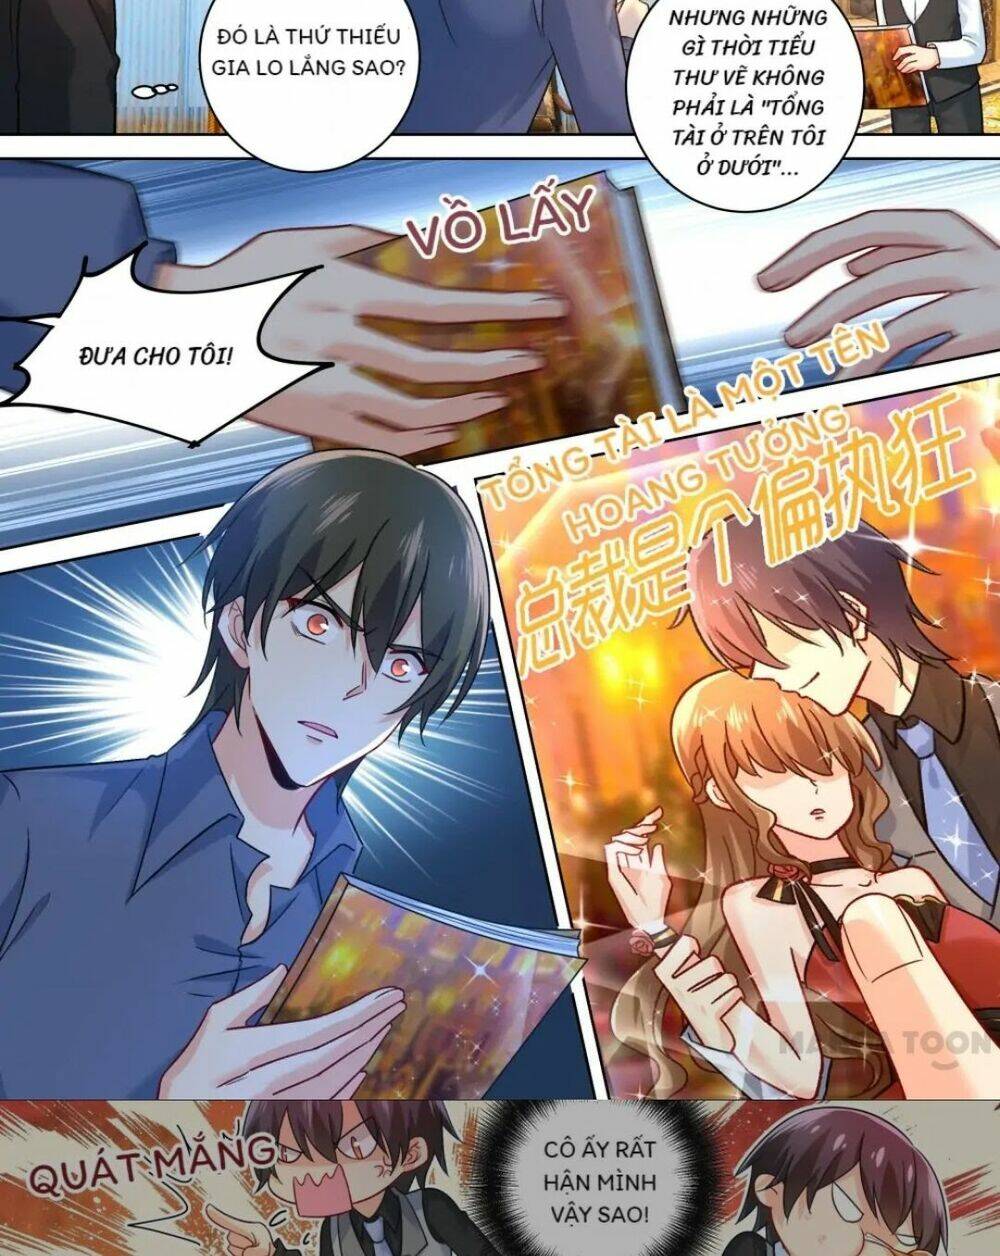 ĐÓ LÀ THỨ THIẾU
GIA LO LẮNG SAO?
NHƯNG NHỮNG
GÌ THỜI TIỂU
THƯ VẼ KHÔNG
PHẢI LÀ "TỔNG
TÀI Ở TRÊN TÔI
Ở DƯỚI"...
VỒ LẤY
ĐƯA CHO TÔI!
TỔNG TÀI LÀ MỘT TÊN
HOANG TƯỞNG
总裁是个偏执狂
MANGA TOON
QUÁT MẮNG
CÔ ẤY RẤT
HẬN MÌNH
VẬY SAO!